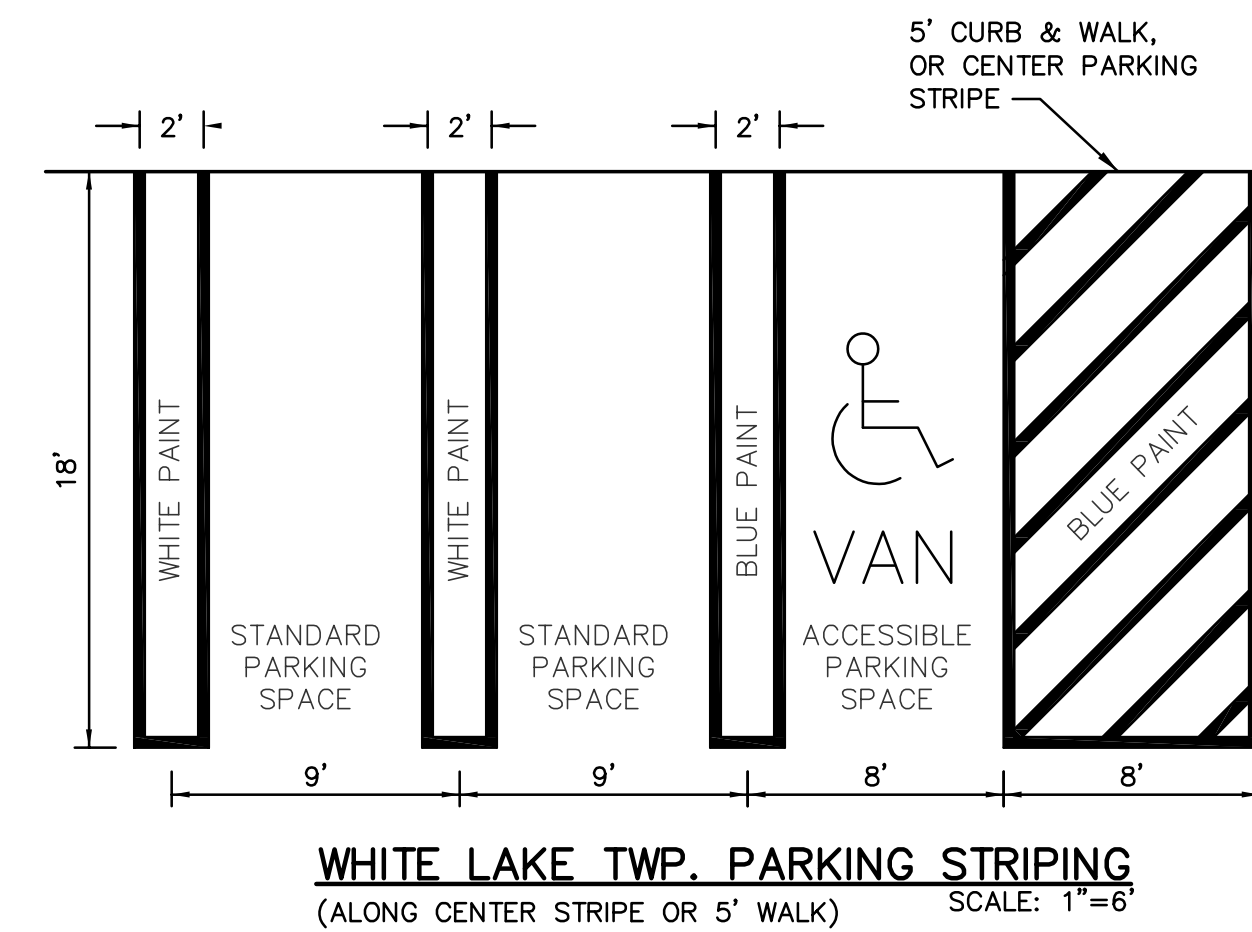 5' CURB & WALK,
OR CENTER PARKING
STRIPE
2'
2'
2'
18'
WHITE PAINT
WHITE PAINT
BLUE PAINT
BLUE PAINT
VAN
STANDARD
PARKING
SPACE
STANDARD
PARKING
SPACE
ACCESSIBLE
PARKING
SPACE
9'
9'
8'
8'
WHITE LAKE TWP. PARKING STRIPING
(ALONG CENTER STRIPE OR 5' WALK)
SCALE: 1"=6'